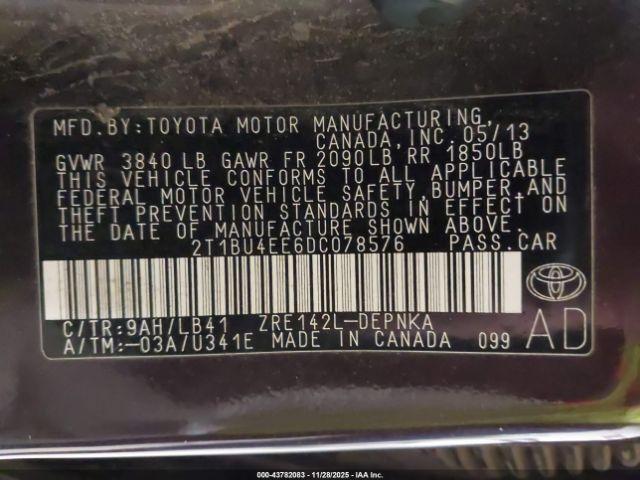 MFD.BY:TOYOTA MOTOR MANUFACTURING,
CANADA,INC. 05/13
GVWR 3840 LB GAWR FR 2090LB RR 1850LB
THIS VEHICLE CONFORMS TO ALL APPLICABLE
FEDERAL MOTOR VEHICLE SAFETY, BUMPER, AND
THEFT PREVENTION STANDARDS IN EFFECT ON
THE DATE OF MANUFACTURE SHOWN ABOVE.
2T1BU4EE6DC078576 PASS.CAR
C/TR:9AH/LB41 ZRE142L-DEPNKA
A/TM:-03A/U341E MADE IN CANADA 099
AD
000-43782083 | 11/28/2025 | IAA Inc.